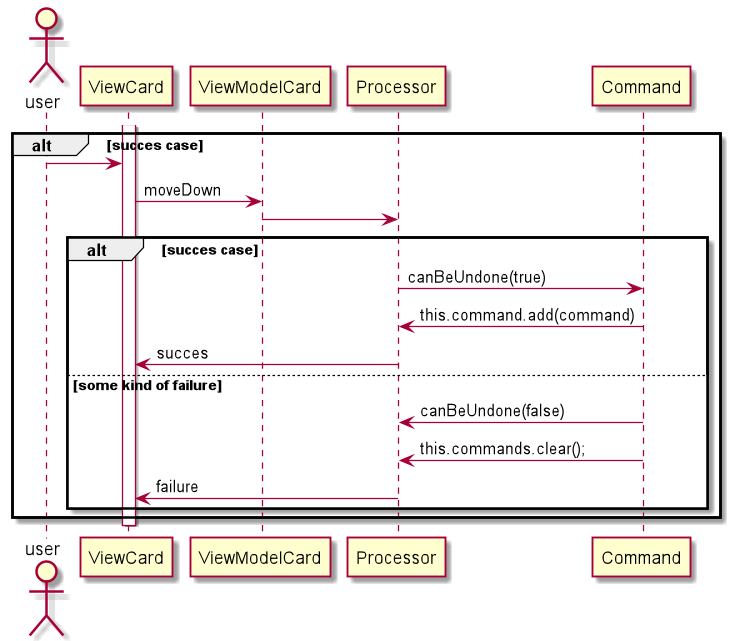 user
ViewCard
ViewModelCard
Processor
Command
alt
[succes case]
moveDown
alt
[succes case]
canBeUndone(true)
this.command.add(command)
succes
[some kind of failure]
canBeUndone(false)
this.commands.clear();
failure
user
ViewCard
ViewModelCard
Processor
Command